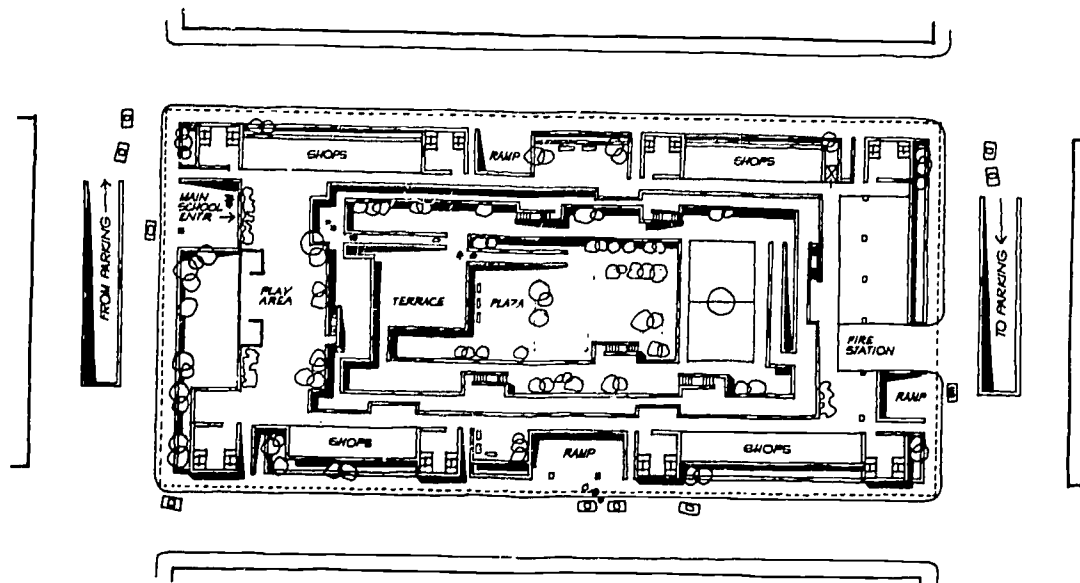 SHOPS
RAMP
SHOPS
MAIN
SCHOOL
ENTR →
FROM PARKING →
TO PARKING ←
PLAY
AREA
TERRACE
PLAZA
FIRE
STATION
RAMP
SHOPS
RAMP
SHOPS